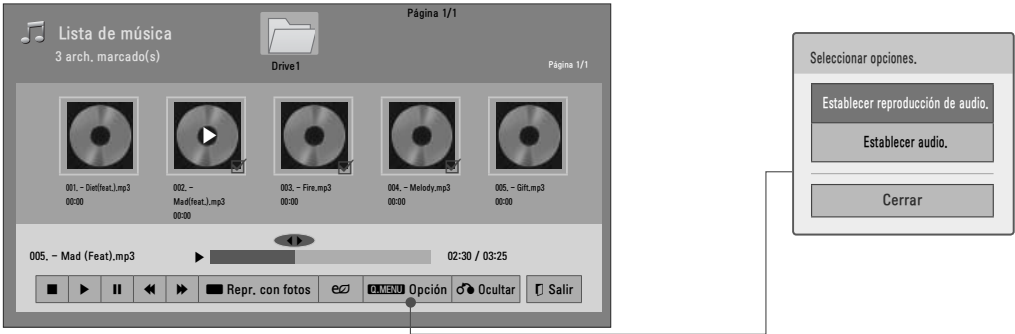 Página 1/1
Lista de música
3 arch. marcado(s)
Drive1
Página 1/1
001. - Diet(feat.).mp3
00:00
002. -
Mad(feat.).mp3
00:00
003. - Fire.mp3
00:00
004. - Melody.mp3
00:00
005. - Gift.mp3
00:00
005. - Mad (Feat).mp3
02:30 / 03:25
Repr. con fotos
Q.MENU Opción
Ocultar
Salir
Seleccionar opciones.
Establecer reproducción de audio.
Establecer audio.
Cerrar